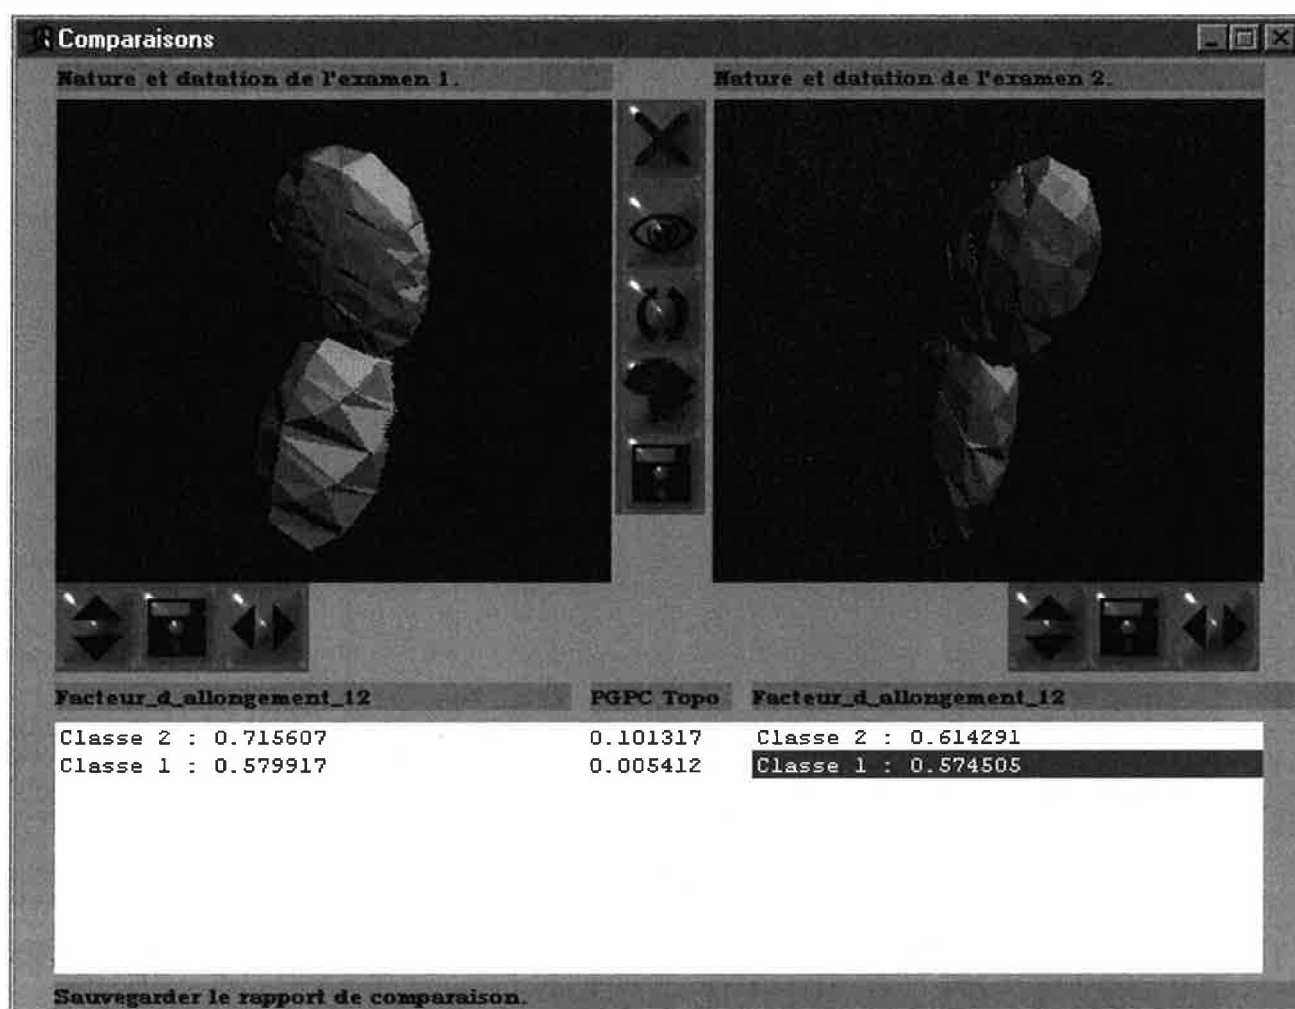 Comparaisons
Nature et datation de l'examen 1.
Nature et datation de l'examen 2.
Facteur_d_allongement_12 PGPC Topo Facteur_d_allongement_12
Classe 2 : 0.715607 0.101317 Classe 2 : 0.614291
Classe 1 : 0.579917 0.005412 Classe 1 : 0.574505
Sauvegarder le rapport de comparaison.